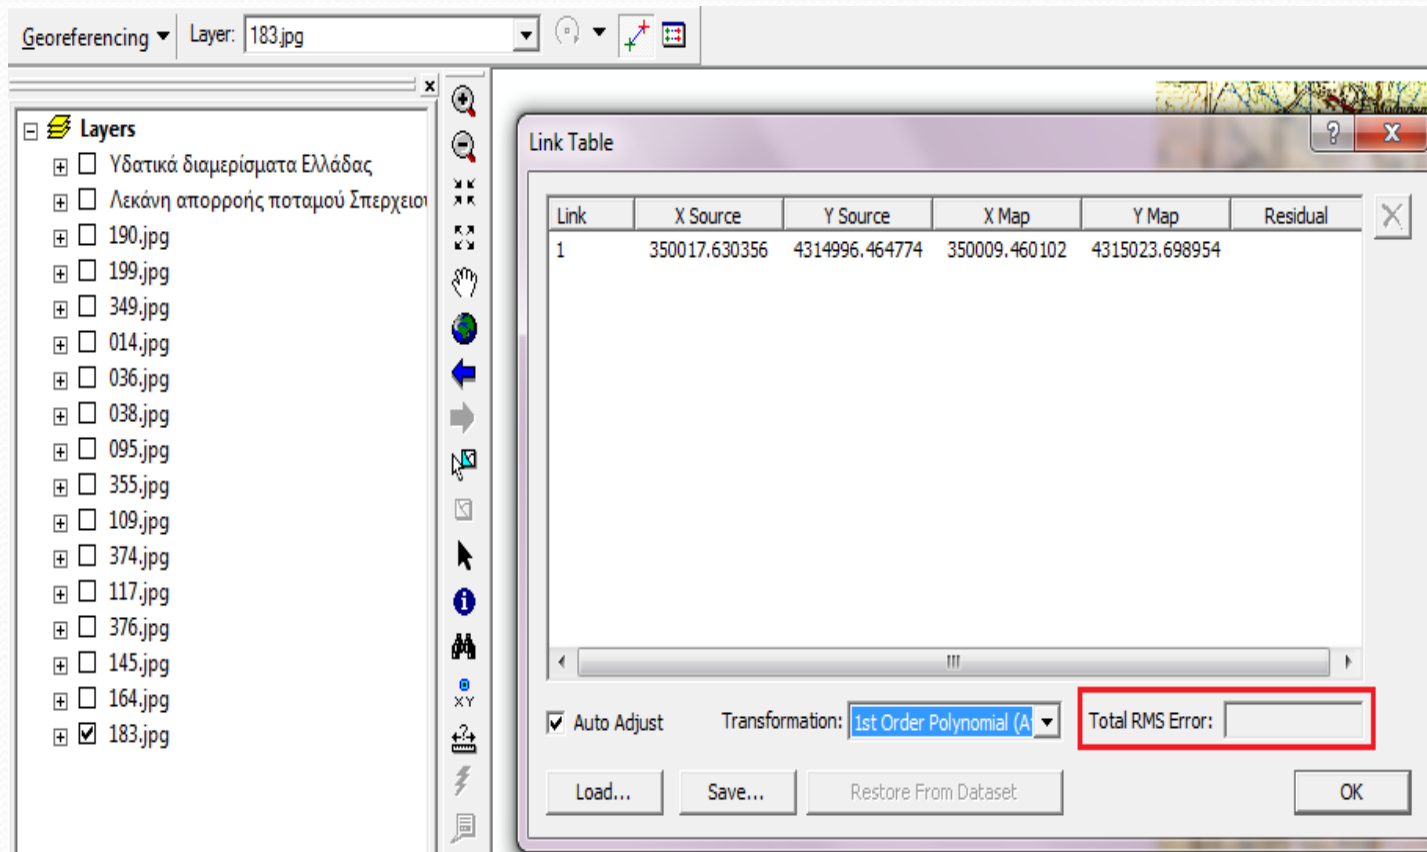 Georeferencing Layer: 183.jpg
Layers
Υδατικά διαμερίσματα Ελλάδας
Λεκάνη απορροής ποταμού Σπερχειού
190.jpg
199.jpg
349.jpg
014.jpg
036.jpg
038.jpg
095.jpg
355.jpg
109.jpg
374.jpg
117.jpg
376.jpg
145.jpg
164.jpg
183.jpg
XY
Link Table
Link X Source Y Source X Map Y Map Residual
1 350017.630356 4314996.464774 350009.460102 4315023.698954
Auto Adjust Transformation: 1st Order Polynomial (A Total RMS Error:
Load... Save... Restore From Dataset OK